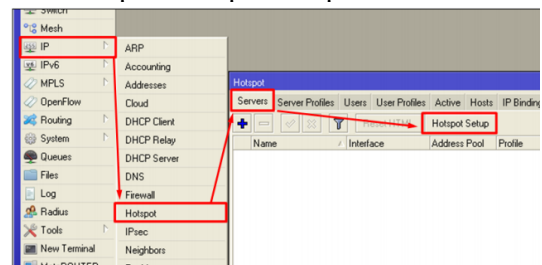 Switch
Mesh
IP
IPv6
MPLS
OpenFlow
Routing
System
Queues
Files
Log
Radius
Tools
New Terminal
ARP
Accounting
Addresses
Cloud
DHCP Client
DHCP Relay
DHCP Server
DNS
Firewall
Hotspot
IPsec
Neighbors
Hotspot
Servers Server Profiles Users User Profiles Active Hosts IP Binding
Reset HTML Hotspot Setup
Name / Interface Address Pool Profile